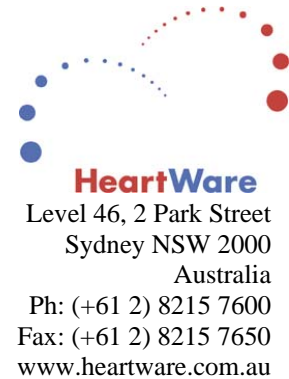 HeartWare
Level 46, 2 Park Street
Sydney NSW 2000
Australia
Ph: (+61 2) 8215 7600
Fax: (+61 2) 8215 7650
www.heartware.com.au